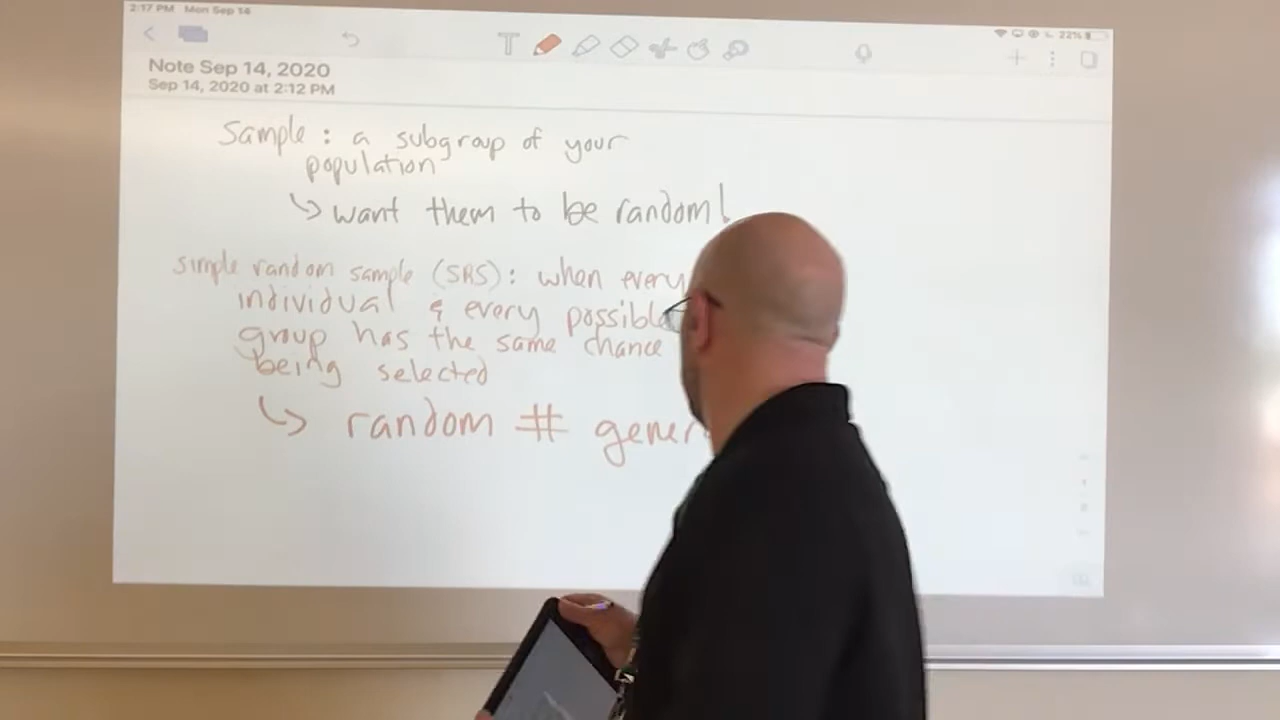 2:17 PM Mon Sep 14
22%
Note Sep 14, 2020
Sep 14, 2020 at 2:12 PM
Sample : a subgroup of your
population
↳ want them to be random!
simple random sample (SRS): when every
individual & every possible
group has the same chance
being selected
↳ random # gener